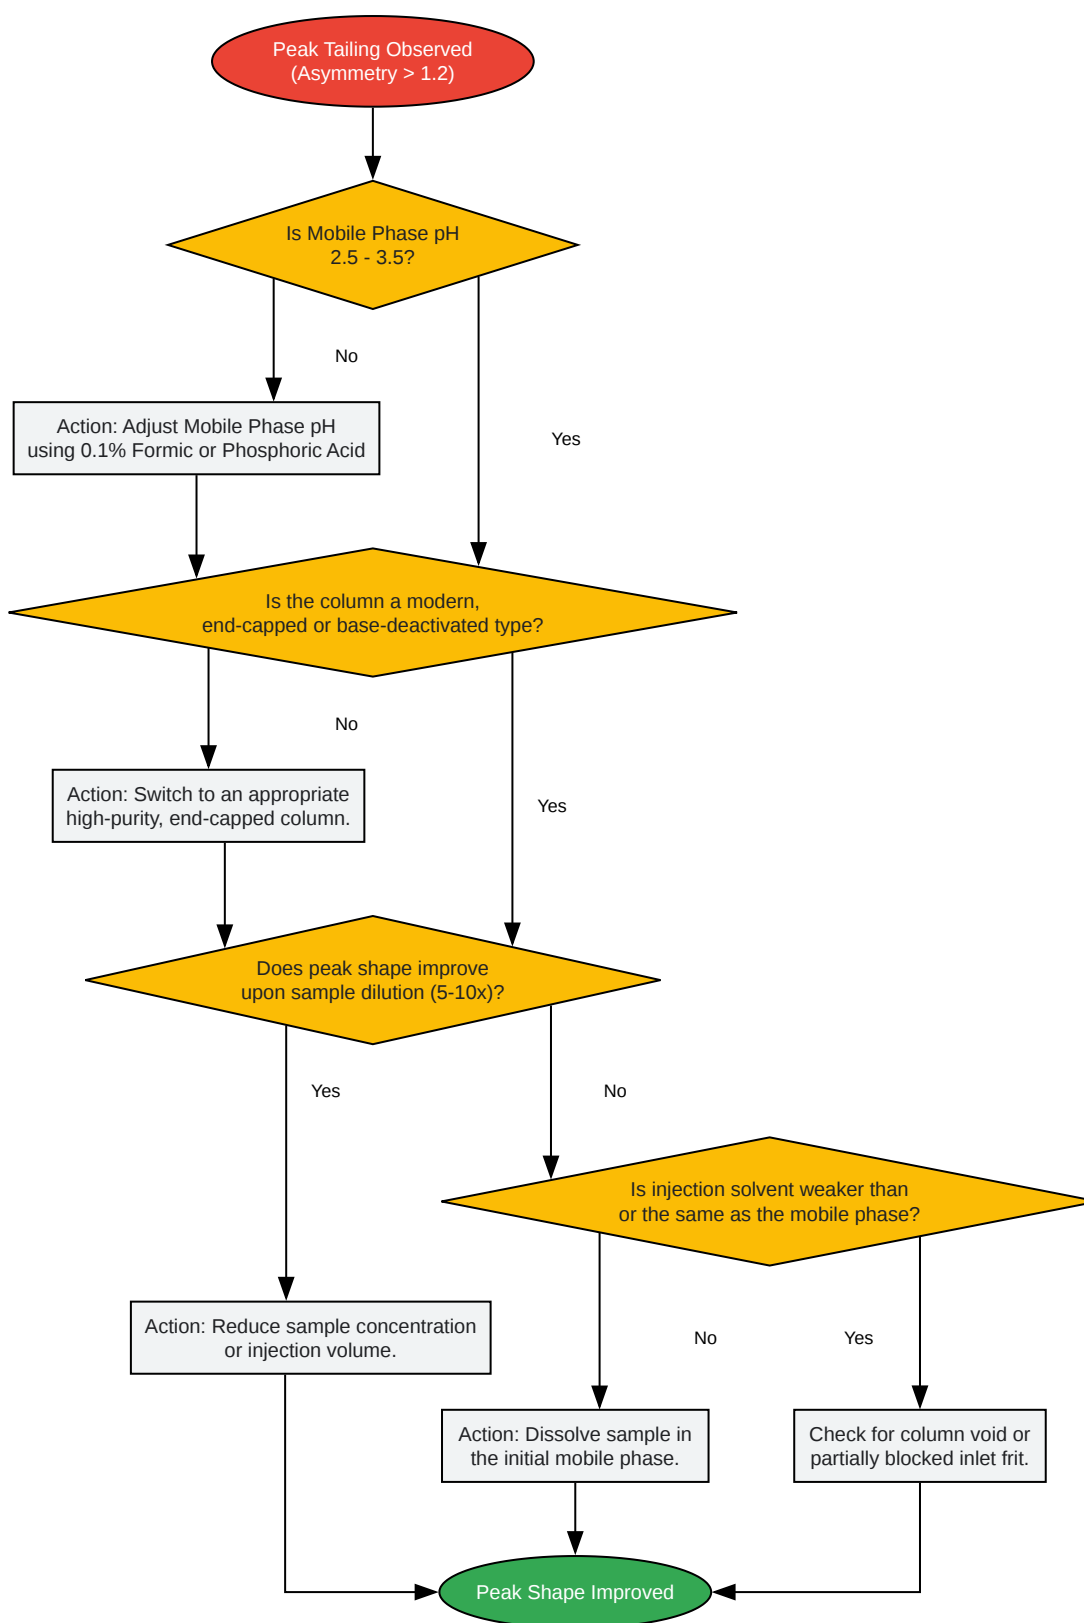 Peak Tailing Observed
(Asymmetry > 1.2)
Is Mobile Phase pH
2.5 - 3.5?
No
Action: Adjust Mobile Phase pH
using 0.1% Formic or Phosphoric Acid
Yes
Is the column a modern,
end-capped or base-deactivated type?
No
Action: Switch to an appropriate
high-purity, end-capped column.
Yes
Does peak shape improve
upon sample dilution (5-10x)?
Yes
No
Is injection solvent weaker than
or the same as the mobile phase?
Action: Reduce sample concentration
or injection volume.
No
Yes
Action: Dissolve sample in
the initial mobile phase.
Check for column void or
partially blocked inlet frit.
Peak Shape Improved